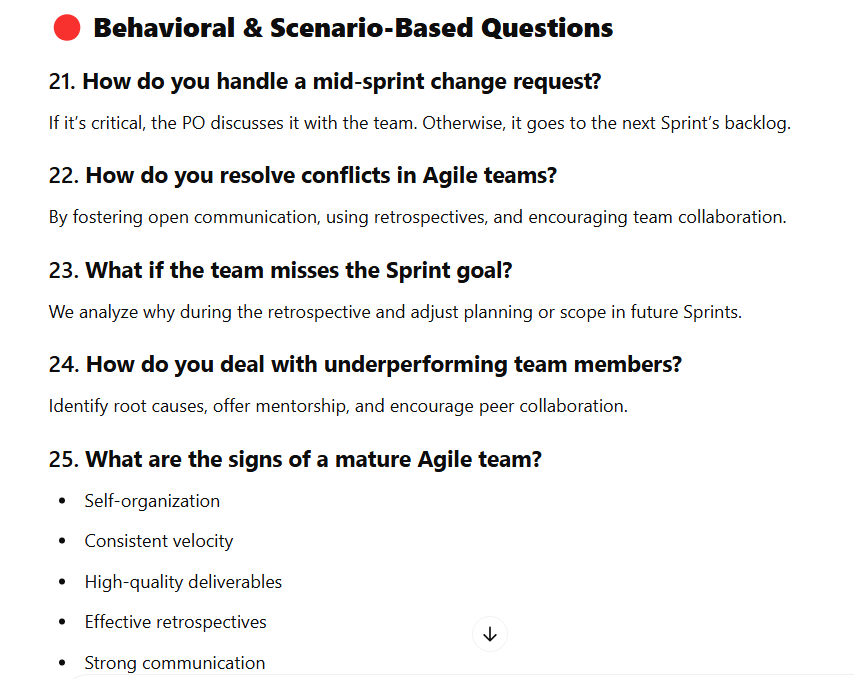 Behavioral & Scenario-Based Questions
21. How do you handle a mid-sprint change request?
If it’s critical, the PO discusses it with the team. Otherwise, it goes to the next Sprint’s backlog.
22. How do you resolve conflicts in Agile teams?
By fostering open communication, using retrospectives, and encouraging team collaboration.
23. What if the team misses the Sprint goal?
We analyze why during the retrospective and adjust planning or scope in future Sprints.
24. How do you deal with underperforming team members?
Identify root causes, offer mentorship, and encourage peer collaboration.
25. What are the signs of a mature Agile team?
• Self-organization
• Consistent velocity
• High-quality deliverables
• Effective retrospectives
• Strong communication